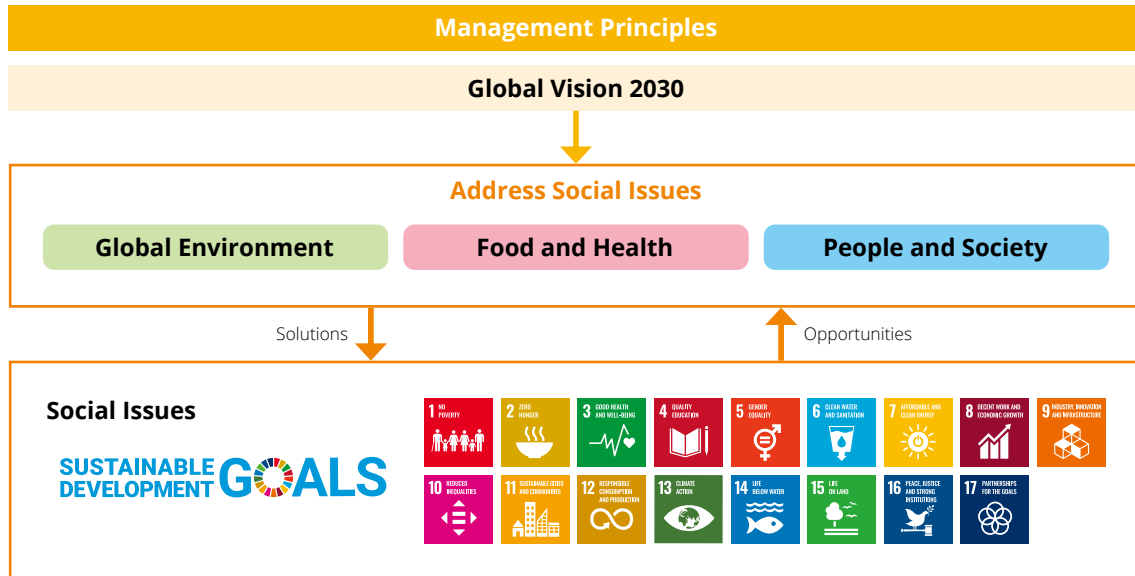 Management Principles
Global Vision 2030
Address Social Issues
Global Environment
Food and Health
People and Society
Solutions
Opportunities
Social Issues
SUSTAINABLE
DEVELOPMENT
GOALS
1 NO
POVERTY
2 ZERO
HUNGER
3 GOOD HEALTH
AND WELL-BEING
4 QUALITY
EDUCATION
5 GENDER
EQUALITY
6 CLEAN WATER
AND SANITATION
7 AFFORDABLE AND
CLEAN ENERGY
8 DECENT WORK AND
ECONOMIC GROWTH
9 INDUSTRY, INNOVATION
AND INFRASTRUCTURE
10 REDUCED
INEQUALITIES
11 SUSTAINABLE CITIES
AND COMMUNITIES
12 RESPONSIBLE
CONSUMPTION
AND PRODUCTION
13 CLIMATE
ACTION
14 LIFE
BELOW WATER
15 LIFE
ON LAND
16 PEACE, JUSTICE
AND STRONG
INSTITUTIONS
17 PARTNERSHIPS
FOR THE GOALS